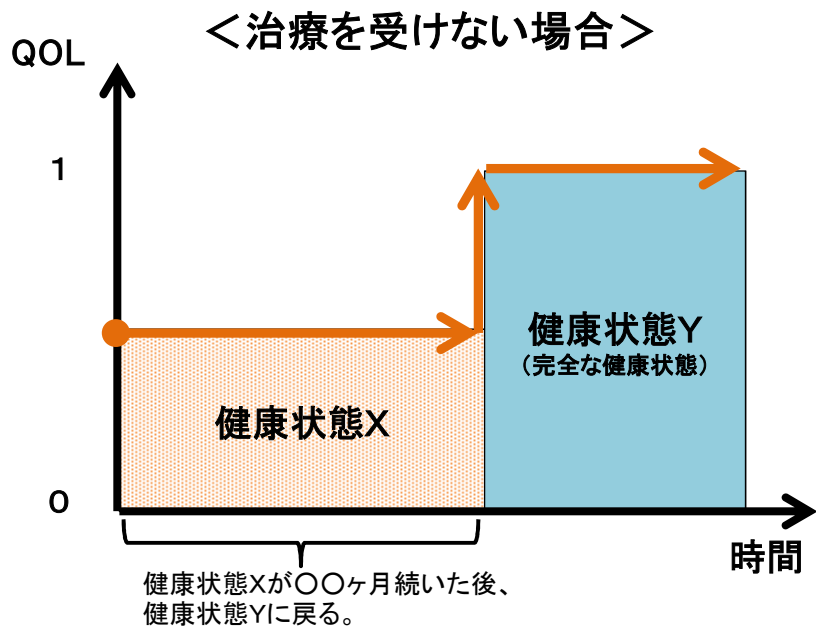 ＜治療を受けない場合＞
QOL
1
健康状態Y
（完全な健康状態）
健康状態X
0
時間
健康状態Xが〇〇ヶ月続いた後、
健康状態Yに戻る。